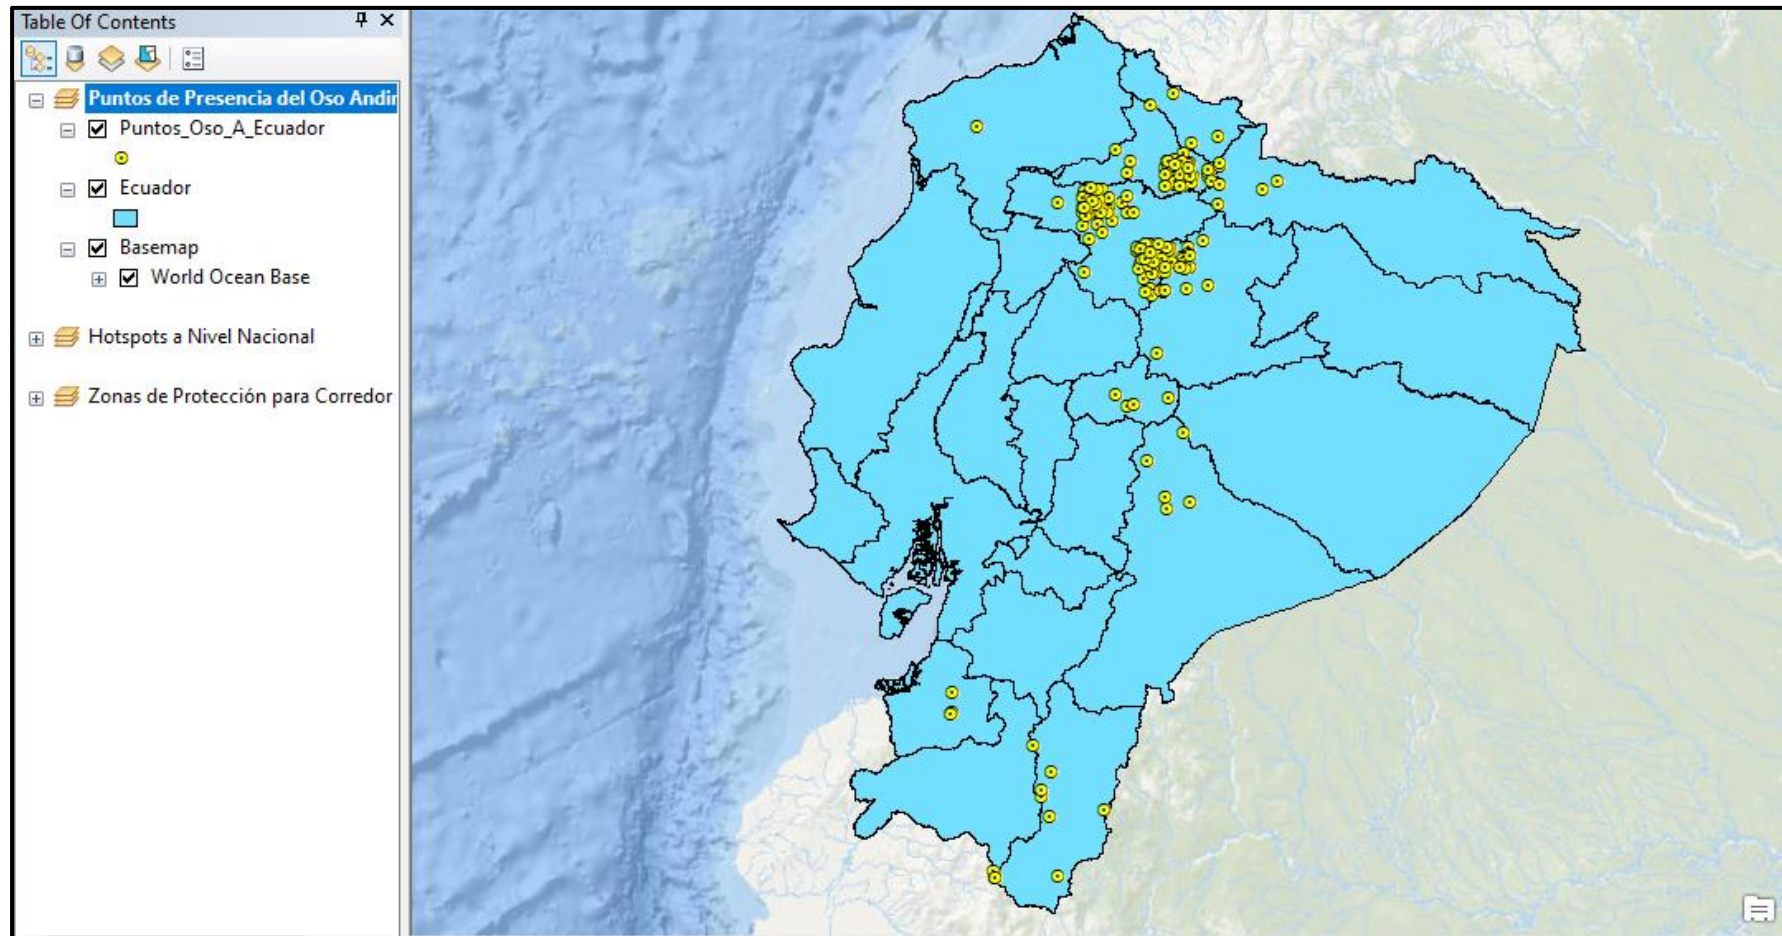 Table Of Contents
Puntos de Presencia del Oso Andir
Puntos_Oso_A_Ecuador
Ecuador
Basemap
World Ocean Base
Hotspots a Nivel Nacional
Zonas de Protección para Corredor